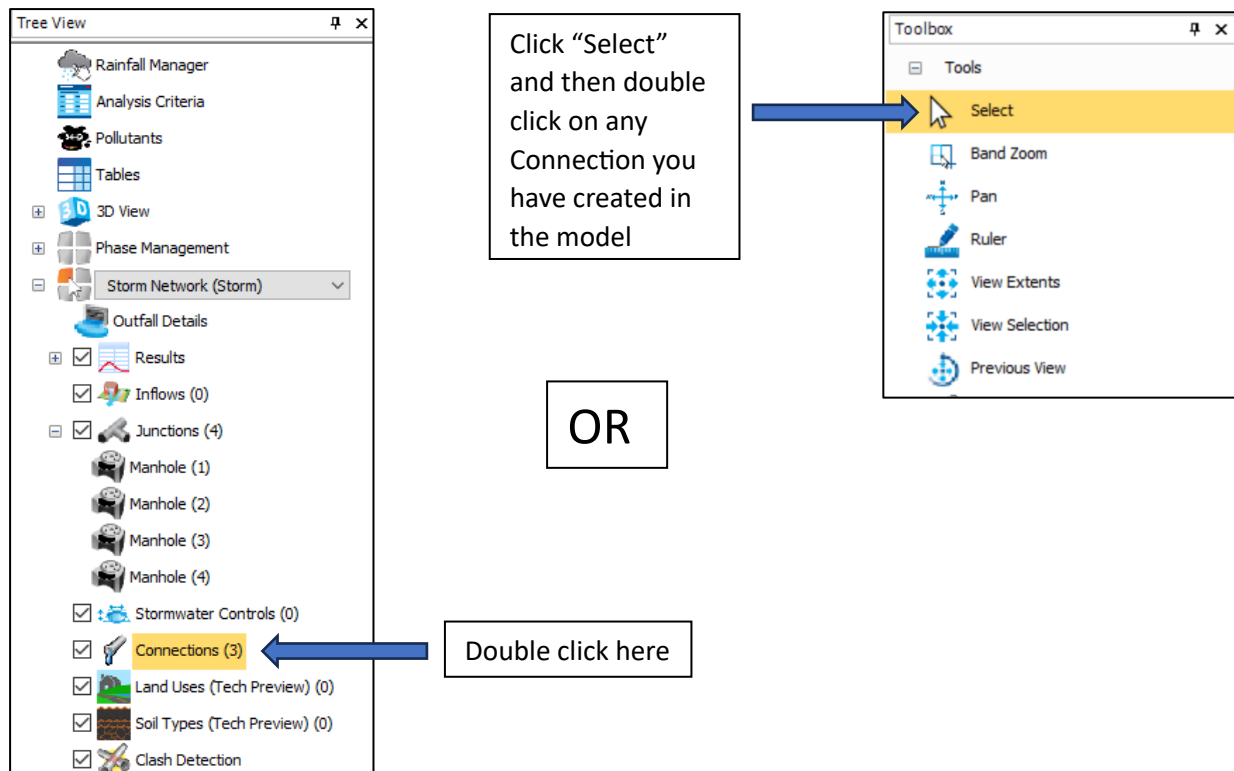 Tree View
Rainfall Manager
Analysis Criteria
Pollutants
Tables
3D View
Phase Management
Storm Network (Storm)
Outfall Details
Results
Inflows (0)
Junctions (4)
Manhole (1)
Manhole (2)
Manhole (3)
Manhole (4)
Stormwater Controls (0)
Connections (3)
Land Uses (Tech Preview) (0)
Soil Types (Tech Preview) (0)
Clash Detection
Click “Select”
and then double
click on any
Connection you
have created in
the model
OR
Double click here
Toolbox
Tools
Select
Band Zoom
Pan
Ruler
View Extents
View Selection
Previous View